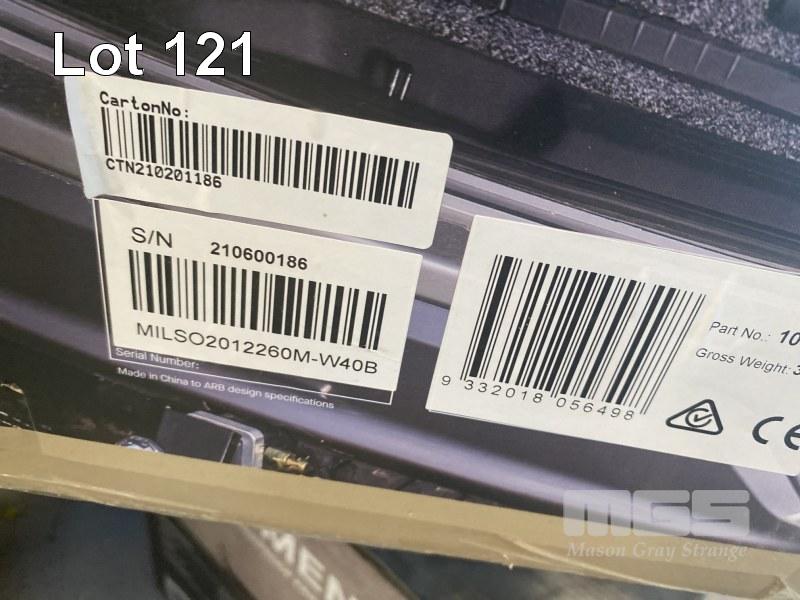 Lot 121
CartonNo:
CTN210201186
S/N 210600186
MILSO2012260M-W40B
Serial Number:
Made in China to ARB design specifications
9 332018 056498
Part No.: 10
Gross Weight: 3
CE
MGS
Mason Gray Strange
MEN